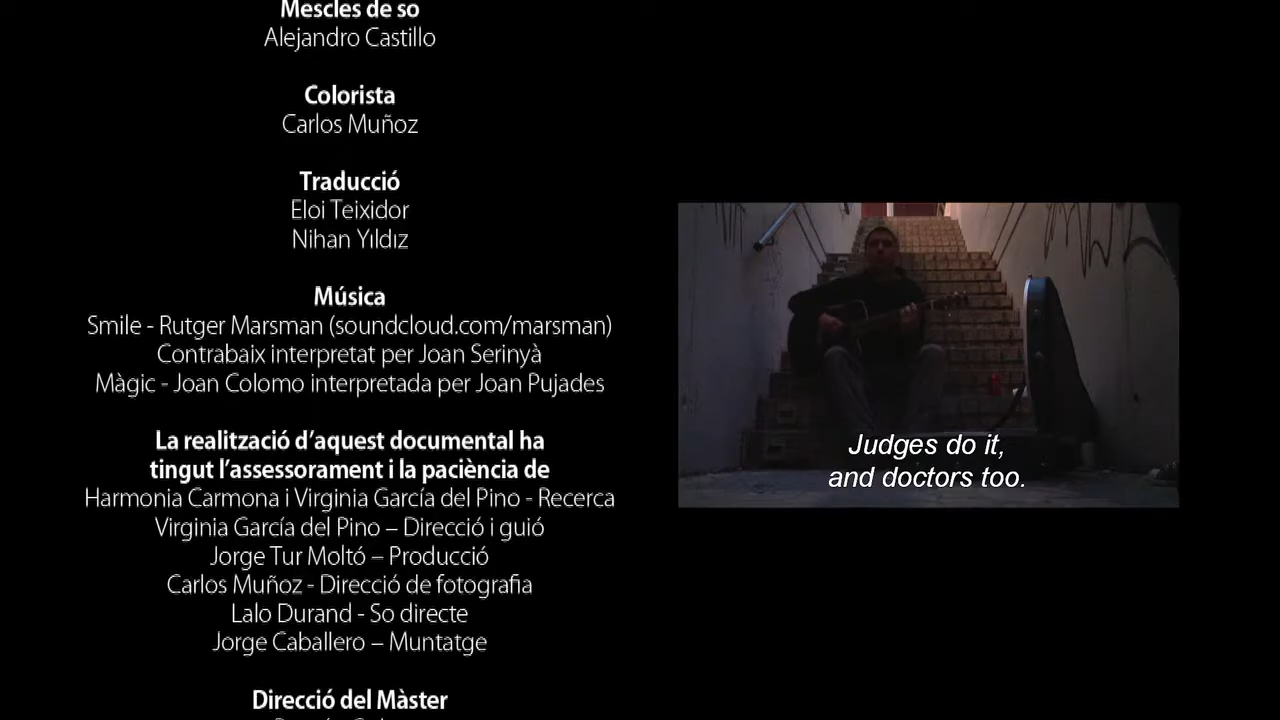 Mescles de so
Alejandro Castillo
Colorista
Carlos Muñoz
Traducció
Eloi Teixidor
Nihan Yıldız
Música
Smile - Rutger Marsman (soundcloud.com/marsman)
Contrabaix interpretat per Joan Serinyà
Màgic - Joan Colomo interpretada per Joan Pujades
La realització d’aquest documental ha
tingut l’assessorament i la paciència de
Harmonia Carmona i Virginia García del Pino - Recerca
Virginia García del Pino – Direcció i guió
Jorge Tur Moltó – Producció
Carlos Muñoz - Direcció de fotografia
Lalo Durand - So directe
Jorge Caballero – Muntatge
Direcció del Màster
Judges do it,
and doctors too.